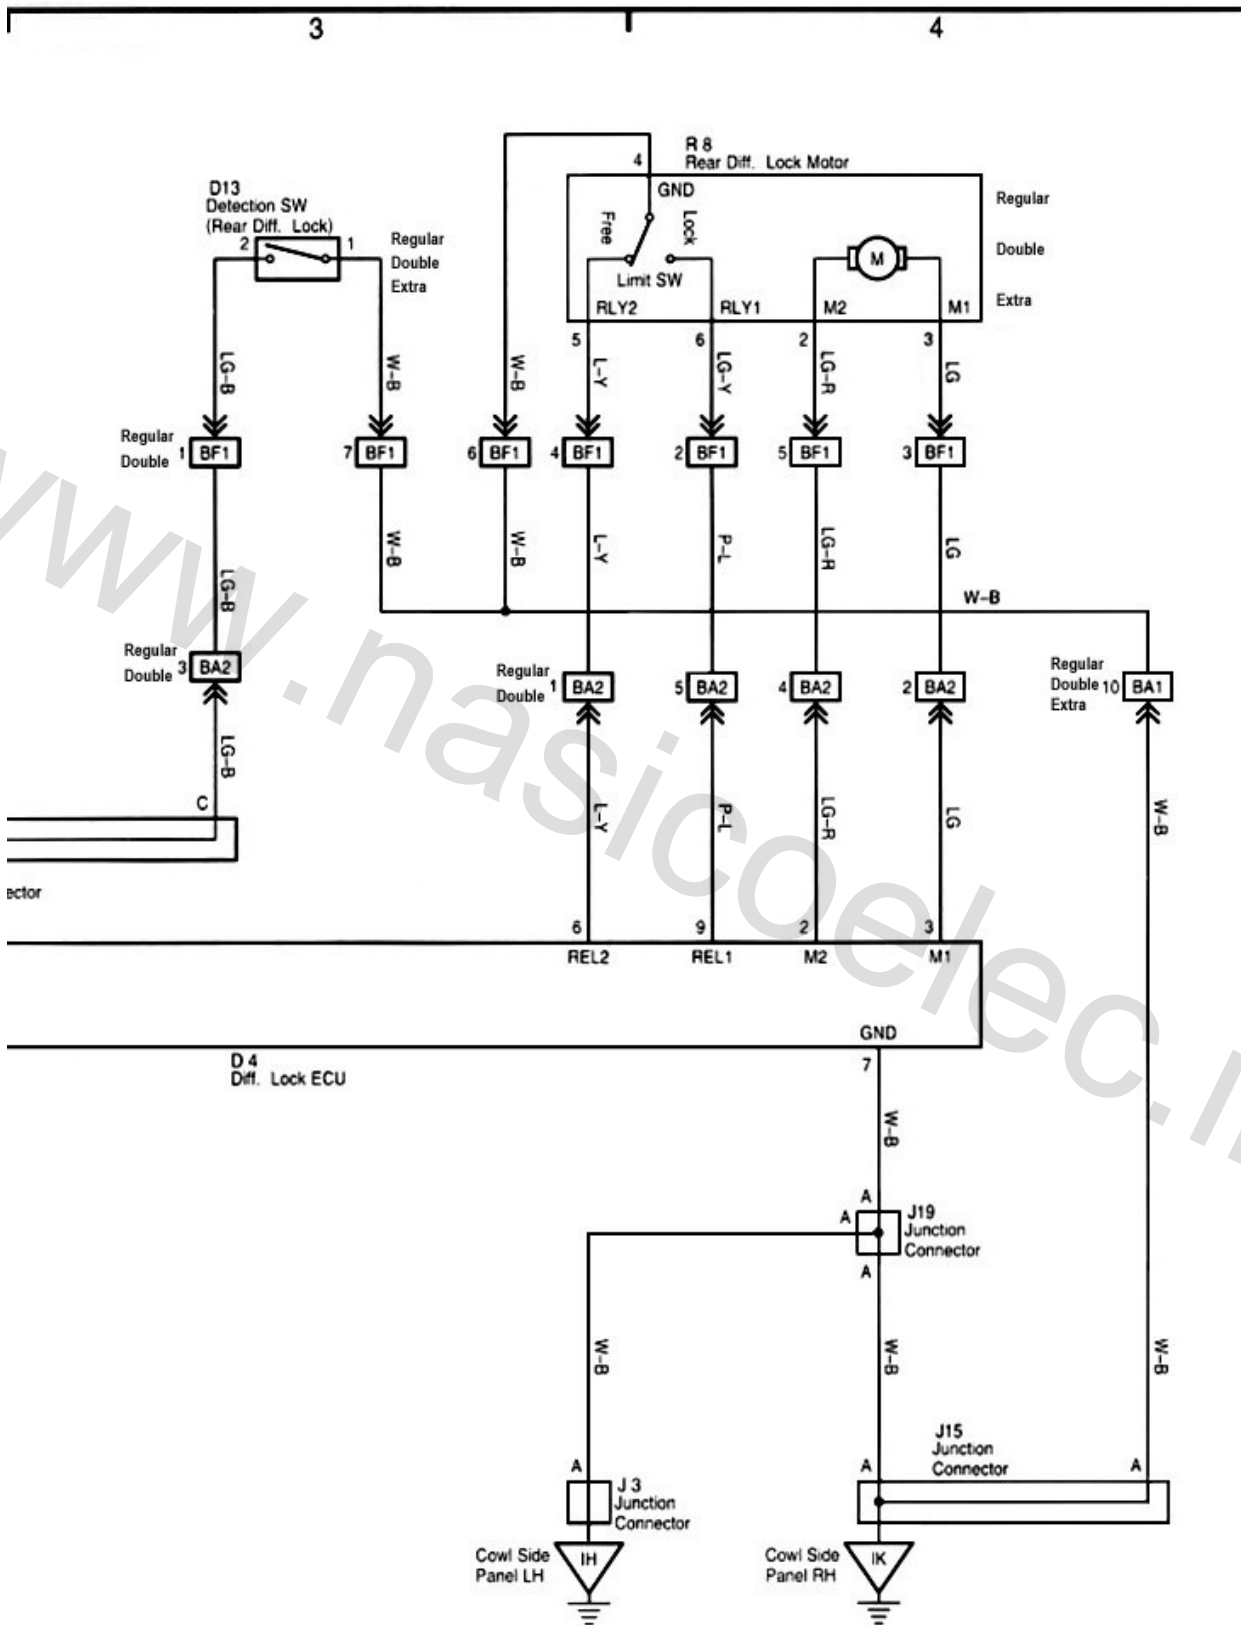 3
4
R 8
Rear Diff. Lock Motor
4
GND
Free
Lock
Limit SW
M
RLY2
RLY1
M2
M1
Regular
Double
Extra
D13
Detection SW
(Rear Diff. Lock)
2
1
Regular
Double
Extra
5
6
2
3
LG-B
W-B
W-B
L-Y
LG-Y
LG-R
LG
Regular
Double
1 BF1
7 BF1
6 BF1
4 BF1
2 BF1
5 BF1
3 BF1
LG-B
W-B
W-B
L-Y
P-L
LG-R
LG
W-B
Regular
Double
3 BA2
Regular
Double
1 BA2
5 BA2
4 BA2
2 BA2
Regular
Double
Extra
10 BA1
LG-B
C
L-Y
P-L
LG-R
LG
W-B
ector
6
9
2
3
REL2
REL1
M2
M1
GND
7
D 4
Diff. Lock ECU
W-B
A
A
J19
Junction
Connector
A
W-B
W-B
W-B
A
J 3
Junction
Connector
A
J15
Junction
Connector
A
Cowl Side
Panel LH
IH
Cowl Side
Panel RH
IK